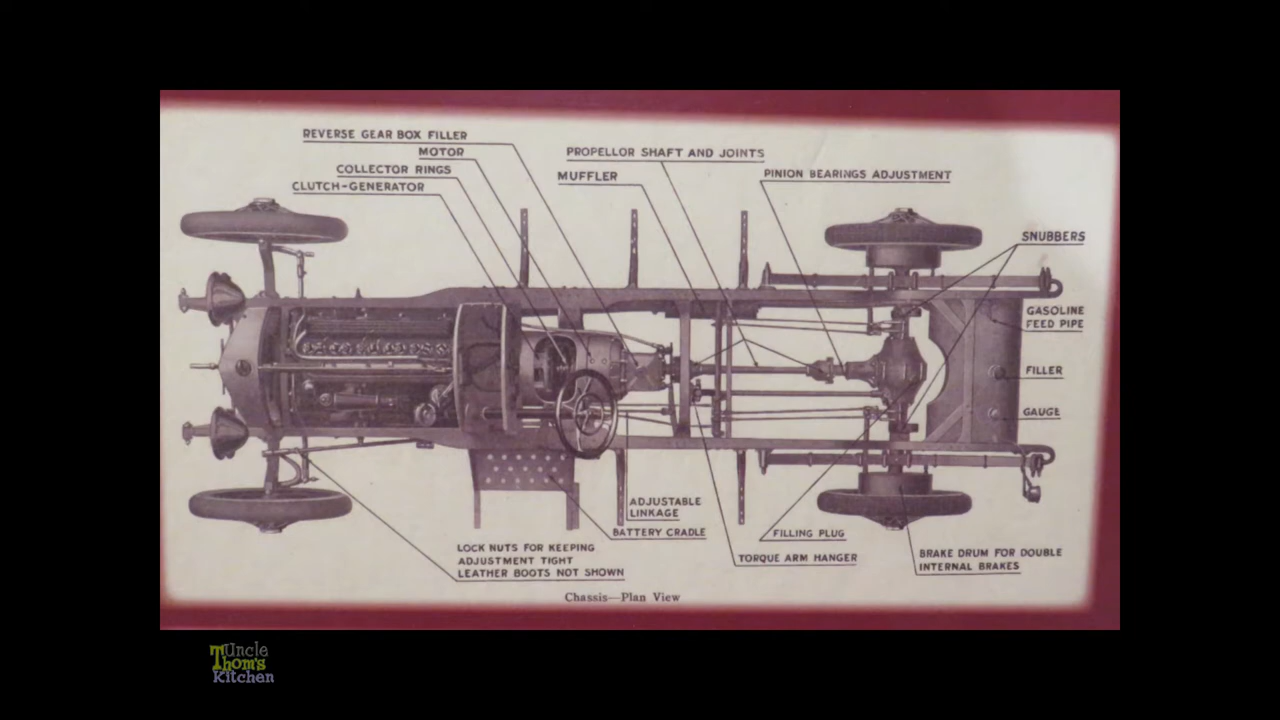 REVERSE GEAR BOX FILLER
MOTOR
COLLECTOR RINGS
CLUTCH-GENERATOR
PROPELLOR SHAFT AND JOINTS
MUFFLER
PINION BEARINGS ADJUSTMENT
SNUBBERS
GASOLINE
FEED PIPE
FILLER
GAUGE
ADJUSTABLE
LINKAGE
BATTERY CRADLE
FILLING PLUG
TORQUE ARM HANGER
BRAKE DRUM FOR DOUBLE
INTERNAL BRAKES
LOCK NUTS FOR KEEPING
ADJUSTMENT TIGHT
LEATHER BOOTS NOT SHOWN
Chassis—Plan View
Uncle
Thom's
Kitchen